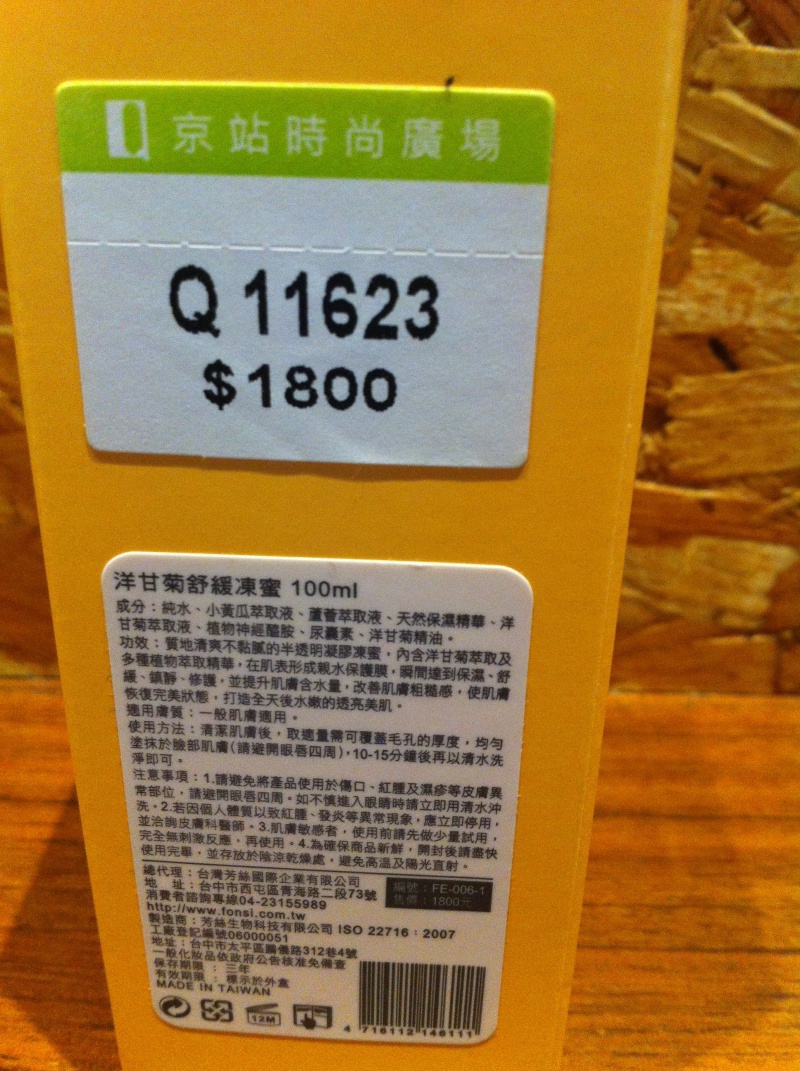 京站時尚廣場
Q 11623
$1800
洋甘菊舒緩凍蜜 100ml
成分：純水、小黃瓜萃取液、蘆薈萃取液、天然保濕精華、洋
甘菊萃取液、植物神經醯胺、尿囊素、洋甘菊精油。
功效：質地清爽不黏膩的半透明凝膠凍蜜，內含洋甘菊萃取及
多種植物萃取精華，在肌表形成親水保護膜，瞬間達到保濕、舒
緩、鎮靜、修護，並提升肌膚含水量，改善肌膚粗糙感，使肌膚
恢復完美狀態，打造全天後水嫩的透亮美肌。
適用膚質：一般肌膚適用。
使用方法：清潔肌膚後，取適量需可覆蓋毛孔的厚度，均勻
塗抹於臉部肌膚(請避開眼唇四周)，10-15分鐘後再以清水洗
淨即可。
注意事項：1.請避免將產品使用於傷口、紅腫及濕疹等皮膚異
常部位，請避開眼唇四周。如不慎進入眼睛時請立即用清水沖
洗。2.若因個人體質以致紅腫、發炎等異常現象，應立即停用，
並洽詢皮膚科醫師。3.肌膚敏感者，使用前請先做少量試用，
完全無刺激反應，再使用。4.為確保商品新鮮，開封後請盡快
使用完畢，並存放於陰涼乾燥處，避免高溫及陽光直射。
總代理：台灣芳絲國際企業有限公司
地 址：台中市西屯區青海路二段73號
編號：FE-006-1
消費者諮詢專線04-23155989
售價：1800元
http://www.fonsi.com.tw
製造商：芳絲生物科技有限公司 ISO 22716：2007
工廠登記編號06000051
地址：台中市太平區鵬儀路312巷4號
一般化妝品依政府公告核准免備查
保存期限：三年
有效期限：標示於外盒
MADE IN TAIWAN
12M
4 716112 146111